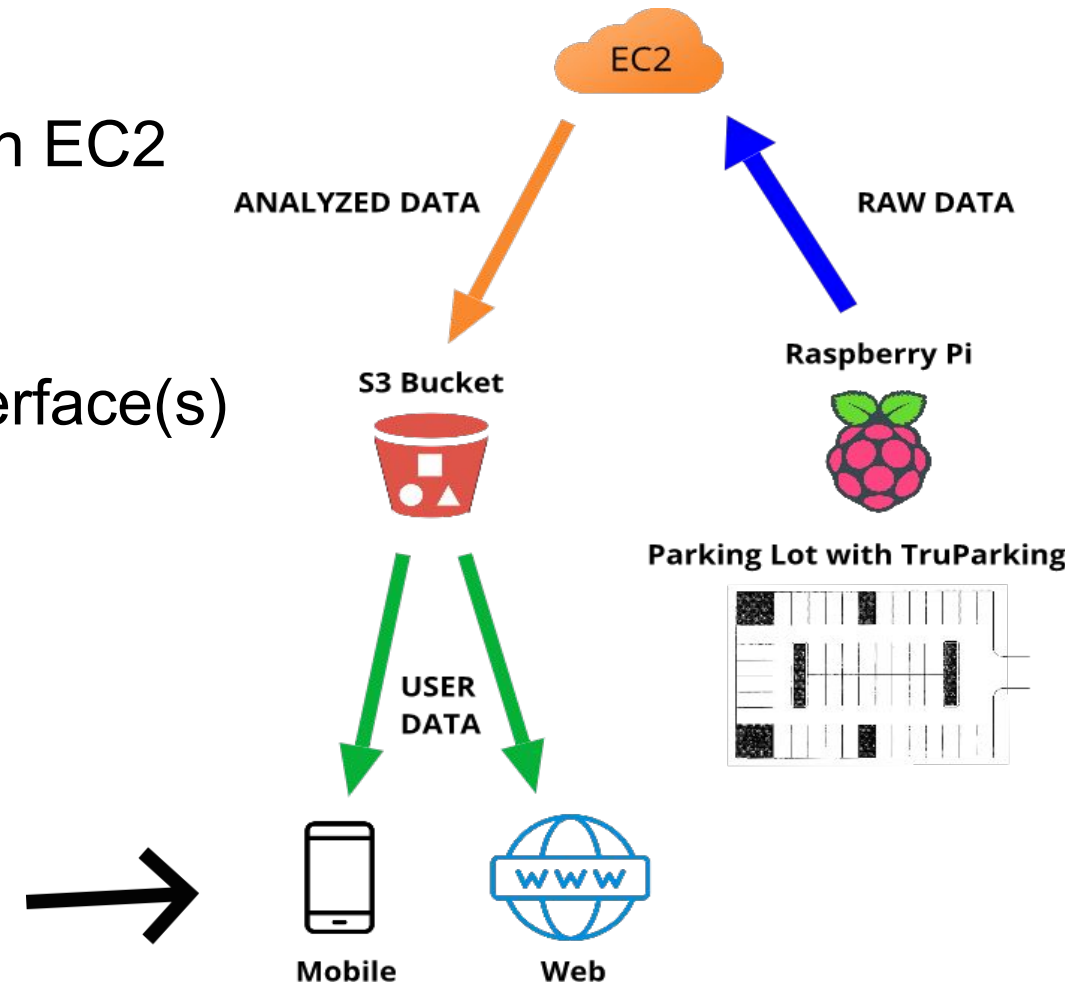 EC2
n EC2
ANALYZED DATA
RAW DATA
Raspberry Pi
S3 Bucket
erface(s)
Parking Lot with TruParking
USER
DATA
WWW
Mobile
Web